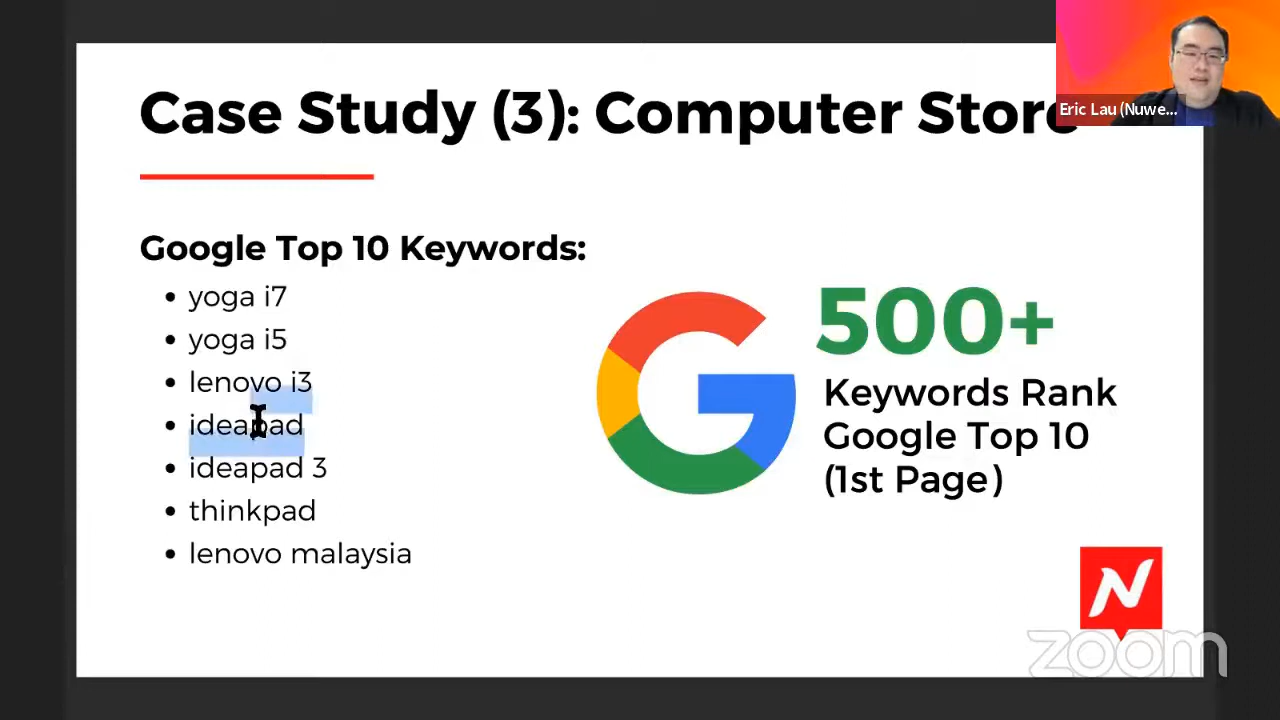 Case Study (3): Computer Store
Eric Lau (Nuwe...
Google Top 10 Keywords:
yoga i7
yoga i5
lenovo i3
ideapad
ideapad 3
thinkpad
lenovo malaysia
500+
Keywords Rank
Google Top 10
(1st Page)
N
zoom